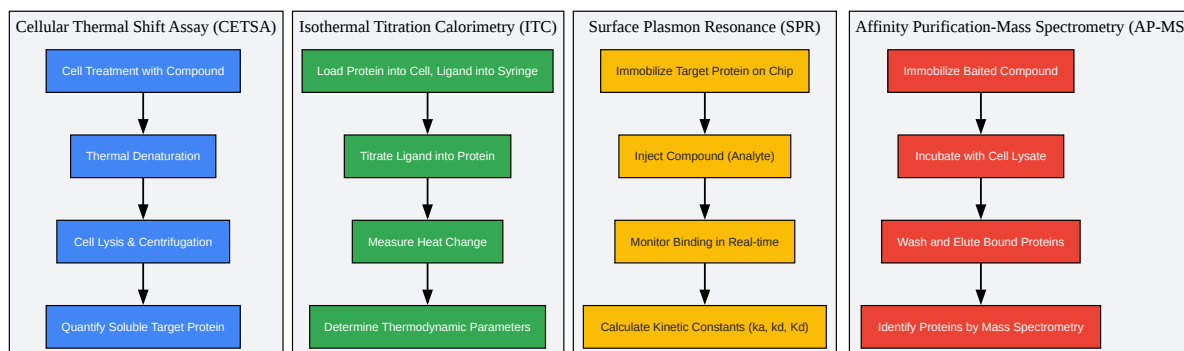 Cellular Thermal Shift Assay (CETSA)
Cell Treatment with Compound
Thermal Denaturation
Cell Lysis & Centrifugation
Quantify Soluble Target Protein
Isothermal Titration Calorimetry (ITC)
Load Protein into Cell, Ligand into Syringe
Titrate Ligand into Protein
Measure Heat Change
Determine Thermodynamic Parameters
Surface Plasmon Resonance (SPR)
Immobilize Target Protein on Chip
Inject Compound (Analyte)
Monitor Binding in Real-time
Calculate Kinetic Constants (ka, kd, Kd)
Affinity Purification-Mass Spectrometry (AP-MS
Immobilize Baited Compound
Incubate with Cell Lysate
Wash and Elute Bound Proteins
Identify Proteins by Mass Spectrometry